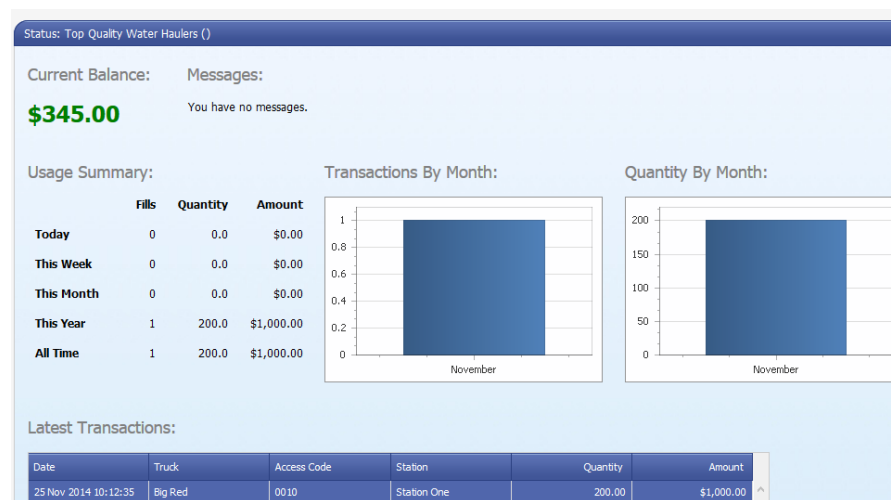 Status: Top Quality Water Haulers ()
Current Balance: Messages:
$345.00 You have no messages.
Usage Summary: Transactions By Month: Quantity By Month:
Fills Quantity Amount
Today 0 0.0 $0.00
This Week 0 0.0 $0.00
This Month 0 0.0 $0.00
This Year 1 200.0 $1,000.00
All Time 1 200.0 $1,000.00
1
0.8
0.6
0.4
0.2
0
November
200
150
100
50
0
November
Latest Transactions:
Date Truck Access Code Station Quantity Amount
25 Nov 2014 10:12:35 Big Red 0010 Station One 200.00 $1,000.00